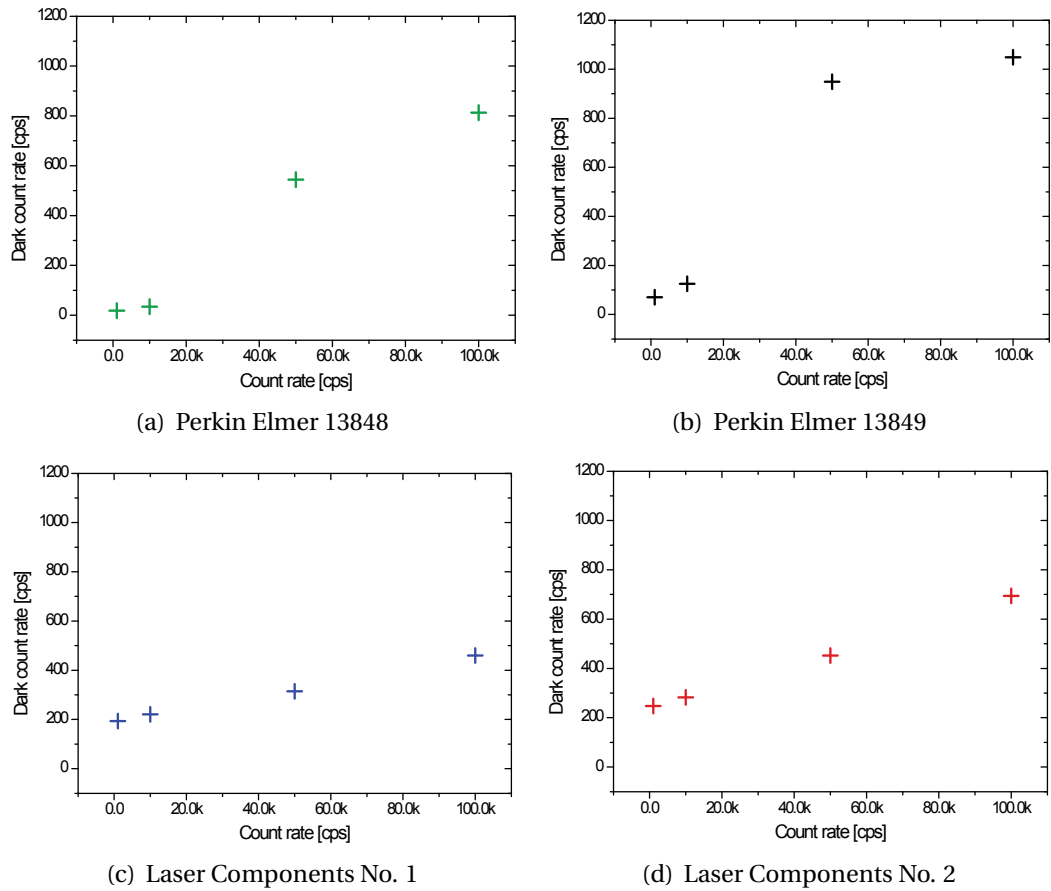 1200
1000
800
600
400
200
0
Dark count rate [cps]
0.0 20.0k 40.0k 60.0k 80.0k 100.0k
Count rate [cps]
(a) Perkin Elmer 13848
1200
1000
800
600
400
200
0
Dark count rate [cps]
0.0 20.0k 40.0k 60.0k 80.0k 100.0k
Count rate [cps]
(b) Perkin Elmer 13849
1200
1000
800
600
400
200
0
Dark count rate [cps]
0.0 20.0k 40.0k 60.0k 80.0k 100.0k
Count rate [cps]
(c) Laser Components No. 1
1200
1000
800
600
400
200
0
Dark count rate [cps]
0.0 20.0k 40.0k 60.0k 80.0k 100.0k
Count rate [cps]
(d) Laser Components No. 2